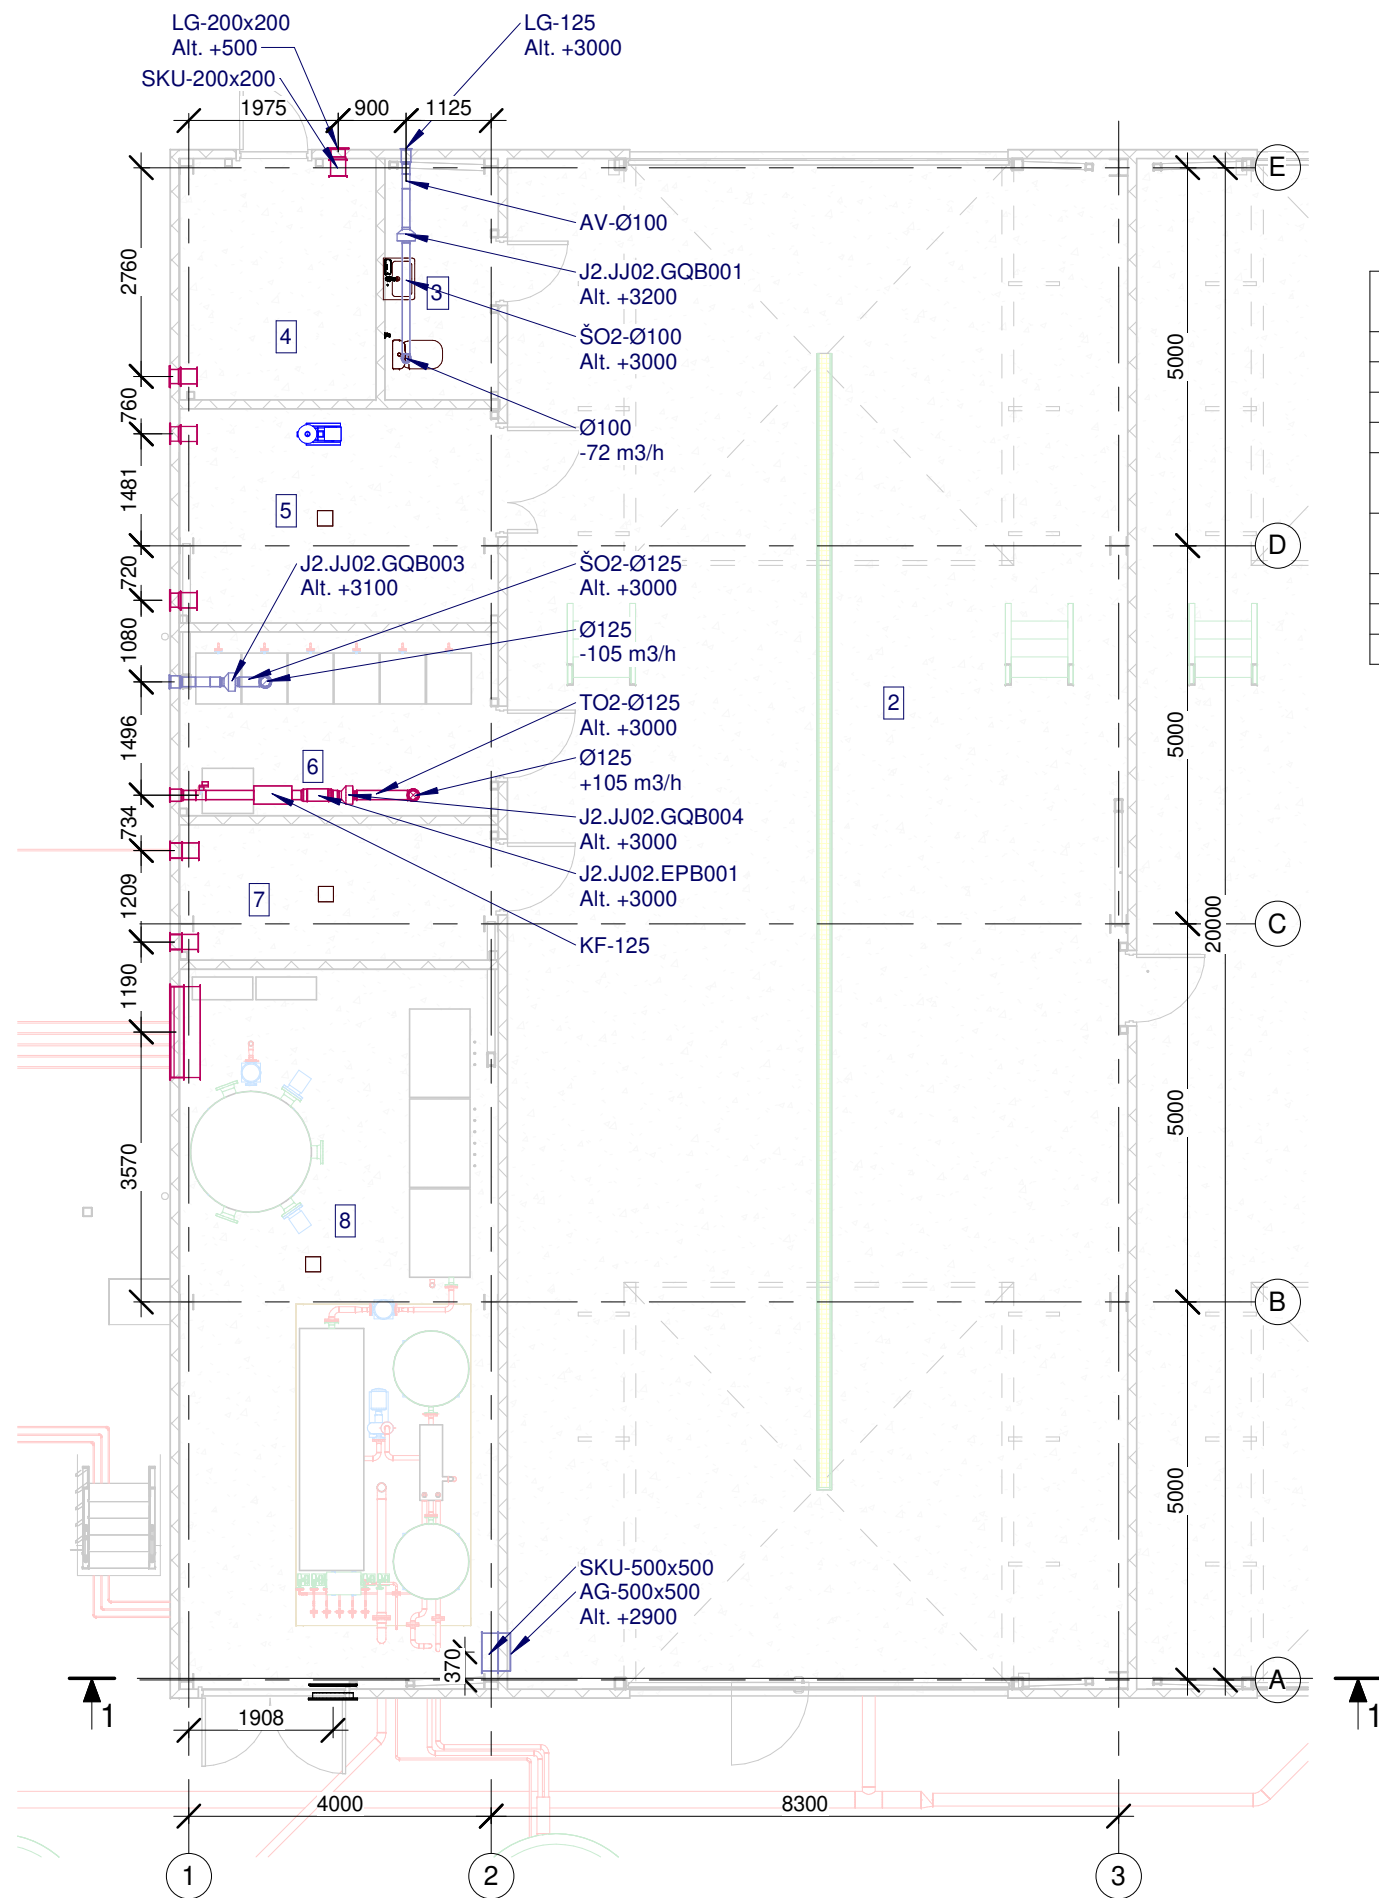 LG-200x200
Alt. +500
SKU-200x200
LG-125
Alt. +3000
1975
900
1125
E
AV-Ø100
J2.JJ02.GQB001
Alt. +3200
ŠO2-Ø100
Alt. +3000
3
4
2760
760
5000
Ø100
-72 m3/h
1481
5
D
J2.JJ02.GQB003
Alt. +3100
ŠO2-Ø125
Alt. +3000
720
Ø125
-105 m3/h
1080
TO2-Ø125
Alt. +3000
2
1496
5000
6
Ø125
+105 m3/h
J2.JJ02.GQB004
Alt. +3000
734
J2.JJ02.EPB001
Alt. +3000
7
1209
C
20000
KF-125
1190
5000
3570
8
B
5000
SKU-500x500
AG-500x500
Alt. +2900
370
A
1
1
1908
4000
8300
1
2
3